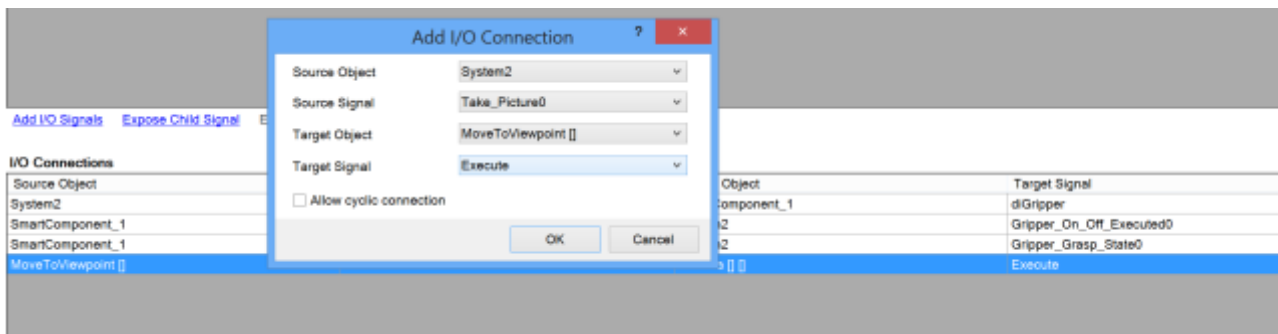 Add I/O Connection ?
Source Object System2
Source Signal Take_Picture0
Add I/O Signals Expose Child Signal
Target Object MoveToViewpoint []
I/O Connections
Target Signal Execute
Source Object Object Target Signal
Allow cyclic connection
System2 diGripper
SmartComponent_1 Gripper_On_Off_Executed0
OK Cancel
SmartComponent_1 Gripper_Grasp_State0
MoveToViewpoint [] Execute